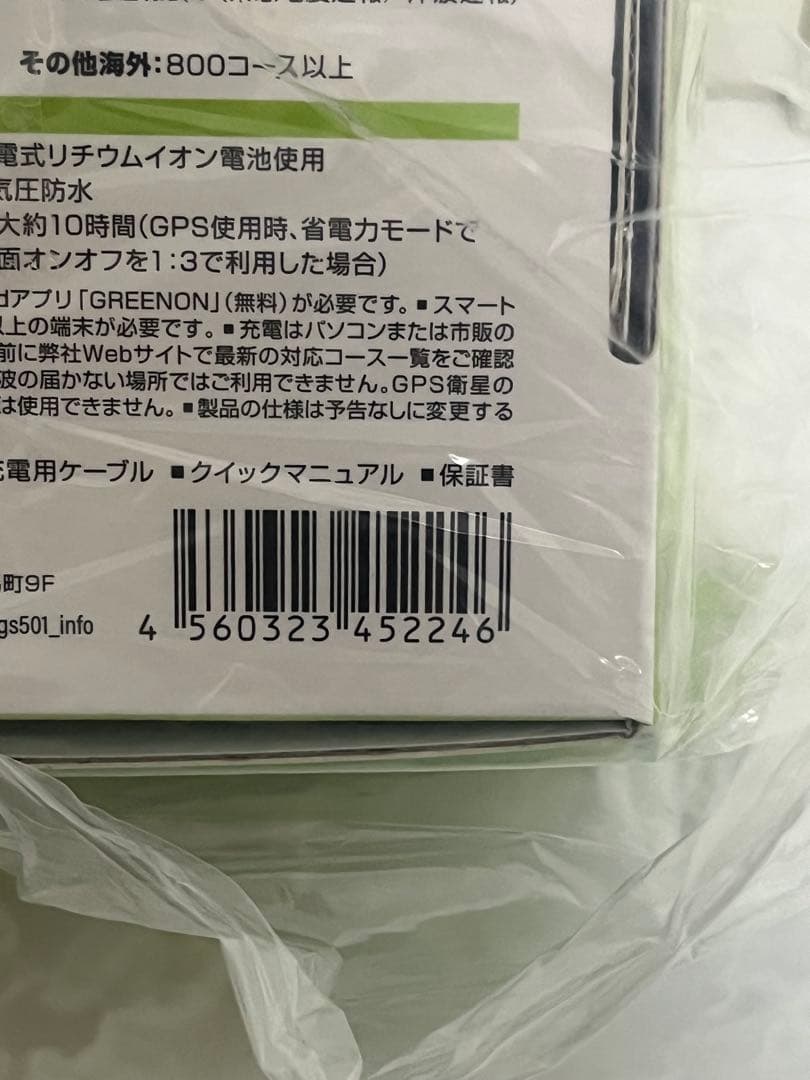 その他海外:800コース以上
電式リチウムイオン電池使用
気圧防水
大約10時間(GPS使用時、省電力モードで
面オンオフを1:3で利用した場合)
dアプリ「GREENON」(無料)が必要です。■スマート
以上の端末が必要です。■充電はパソコンまたは市販の
前に弊社Webサイトで最新の対応コース一覧をご確認
波の届かない場所ではご利用できません。GPS衛星の
は使用できません。■製品の仕様は予告なしに変更する
充電用ケーブル ■クイックマニュアル ■保証書
町9F
gs501_info
4 560323 452246